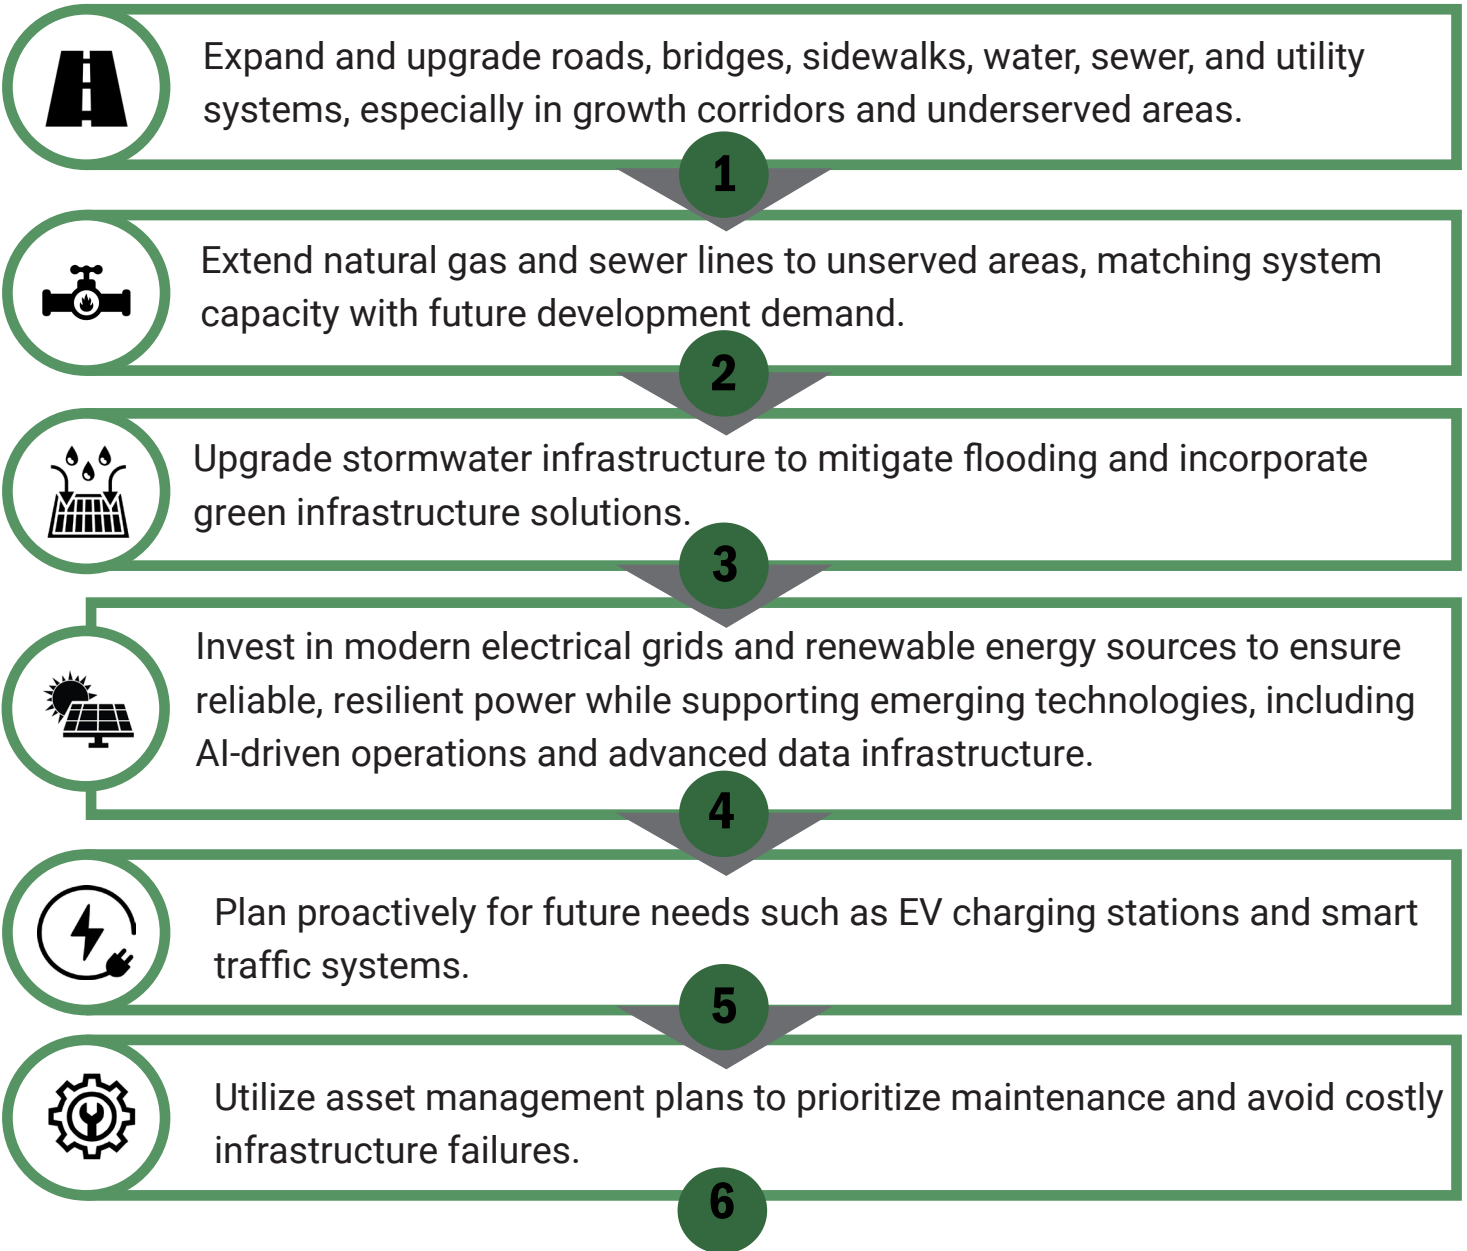 Expand and upgrade roads, bridges, sidewalks, water, sewer, and utility
systems, especially in growth corridors and underserved areas.
1
Extend natural gas and sewer lines to unserved areas, matching system
capacity with future development demand.
2
Upgrade stormwater infrastructure to mitigate flooding and incorporate
green infrastructure solutions.
3
Invest in modern electrical grids and renewable energy sources to ensure
reliable, resilient power while supporting emerging technologies, including
AI-driven operations and advanced data infrastructure.
4
Plan proactively for future needs such as EV charging stations and smart
traffic systems.
5
Utilize asset management plans to prioritize maintenance and avoid costly
infrastructure failures.
6